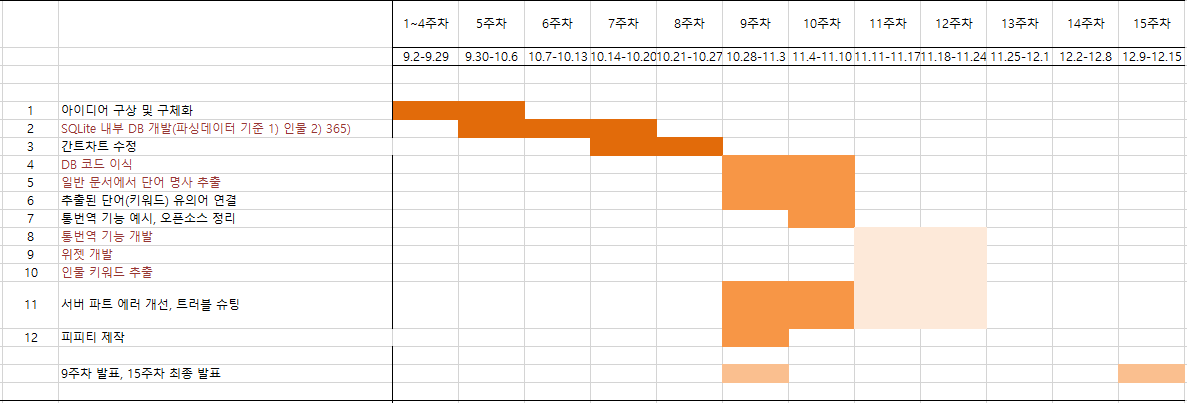 1~4주차 5주차 6주차 7주차 8주차 9주차 10주차 11주차 12주차 13주차 14주차 15주차
9.2-9.29 9.30-10.6 10.7-10.13 10.14-10.20 10.21-10.27 10.28-11.3 11.4-11.10 11.11-11.17 11.18-11.24 11.25-12.1 12.2-12.8 12.9-12.15
1 아이디어 구상 및 구체화
2 SQLite 내부 DB 개발(파싱데이터 기준 1) 인물 2) 365)
3 간트차트 수정
4 DB 코드 이식
5 일반 문서에서 단어 명사 추출
6 추출된 단어(키워드) 유의어 연결
7 통번역 기능 예시, 오픈소스 정리
8 통번역 기능 개발
9 위젯 개발
10 인물 키워드 추출
11 서버 파트 에러 개선, 트러블 슈팅
12 피피티 제작
9주차 발표, 15주차 최종 발표